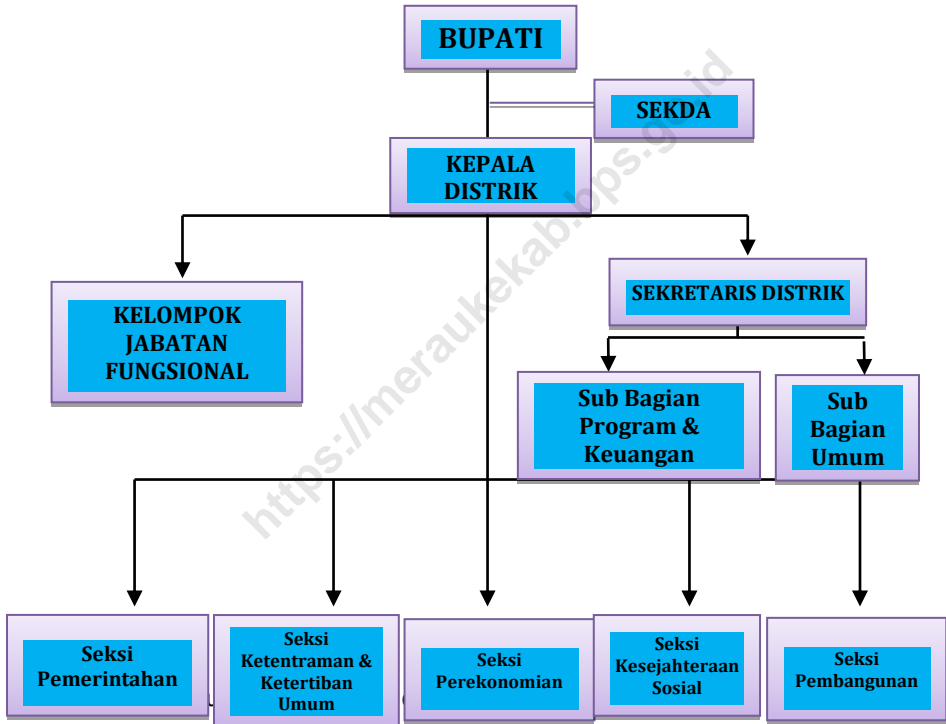 BUPATI
SEKDA
KEPALA
DISTRIK
KELOMPOK
JABATAN
FUNGSIONAL
SEKRETARIS DISTRIK
Sub Bagian
Program &
Keuangan
Sub
Bagian
Umum
Seksi
Pemerintahan
Seksi
Ketentraman &
Ketertiban
Umum
Seksi
Perekonomian
Seksi
Kesejahteraan
Sosial
Seksi
Pembangunan
https://meraukekab.bps.go.id